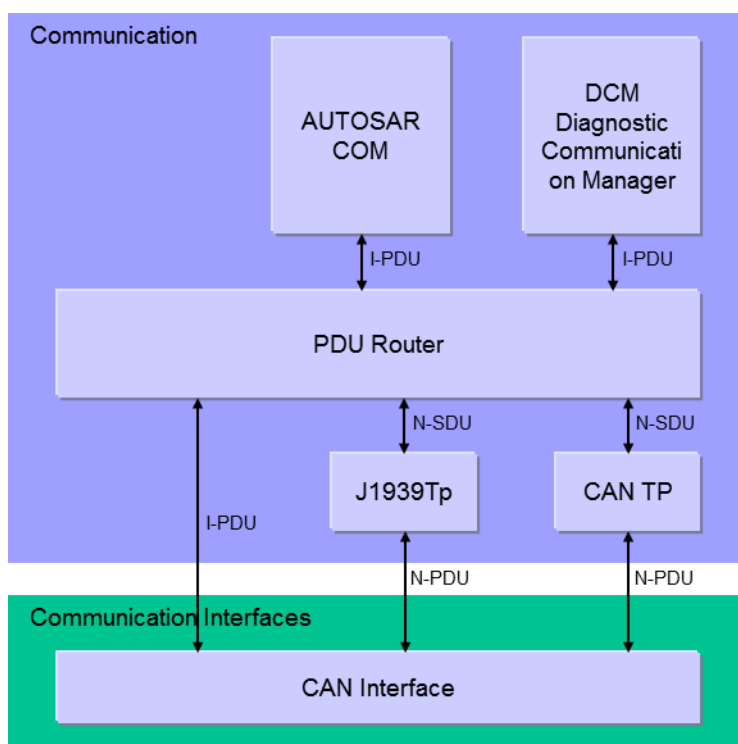 Communication
AUTOSAR
COM
DCM
Diagnostic
Communicati
on Manager
I-PDU
I-PDU
PDU Router
N-SDU
N-SDU
J1939Tp
CAN TP
I-PDU
N-PDU
N-PDU
Communication Interfaces
CAN Interface